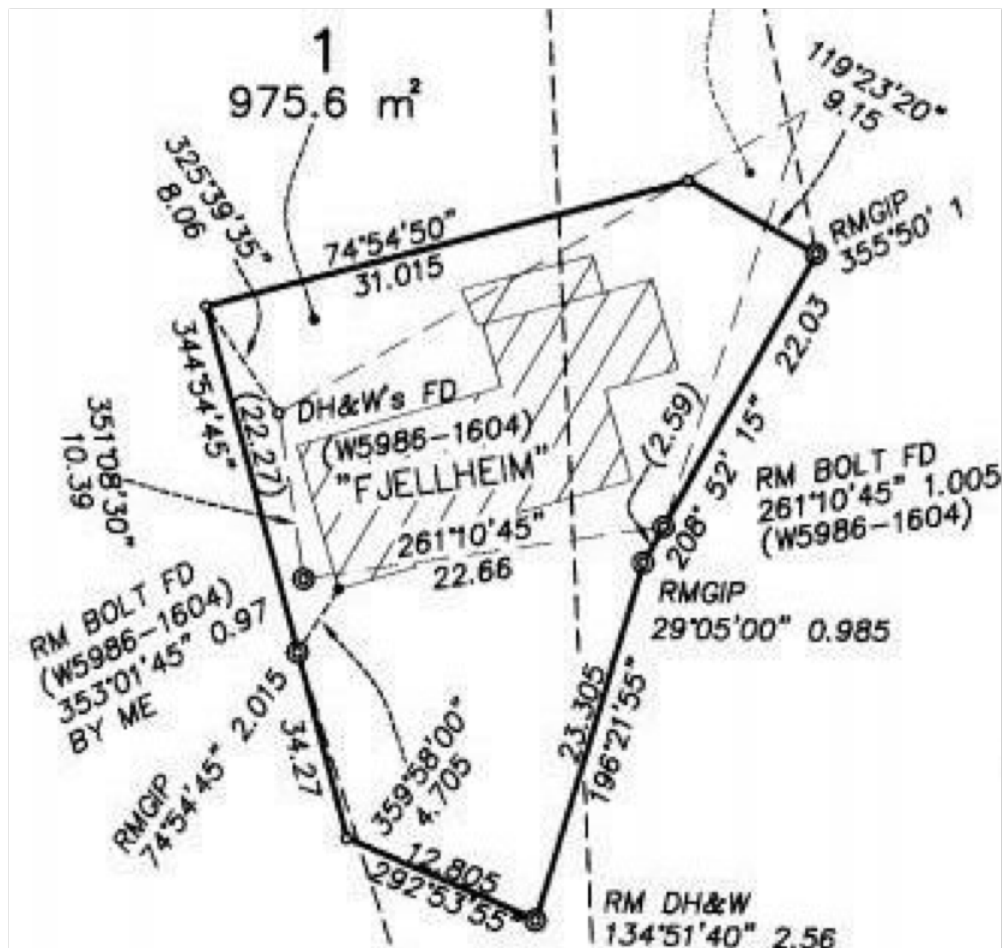 1
975.6 m²
119°23'20"
9.15
325°39'35"
8.06
74°54'50"
31.015
RMGIP
355°50' 1
344°54'45"
(22.27)
22.03
208° 52' 15"
(2.59)
DH&W's FD
(W5986-1604)
"FJELLHEIM"
351°08'30"
10.39
261°10'45"
22.66
RM BOLT FD
261°10'45" 1.005
(W5986-1604)
RMGIP
29°05'00" 0.985
RM BOLT FD
(W5986-1604)
353°01'45" 0.97
BY ME
RMGIP
74°54'45" 2.015
34.27
359°58'00"
4.705
23.305
196°21'55"
12.805
292°53'55"
RM DH&W
134°51'40" 2.56